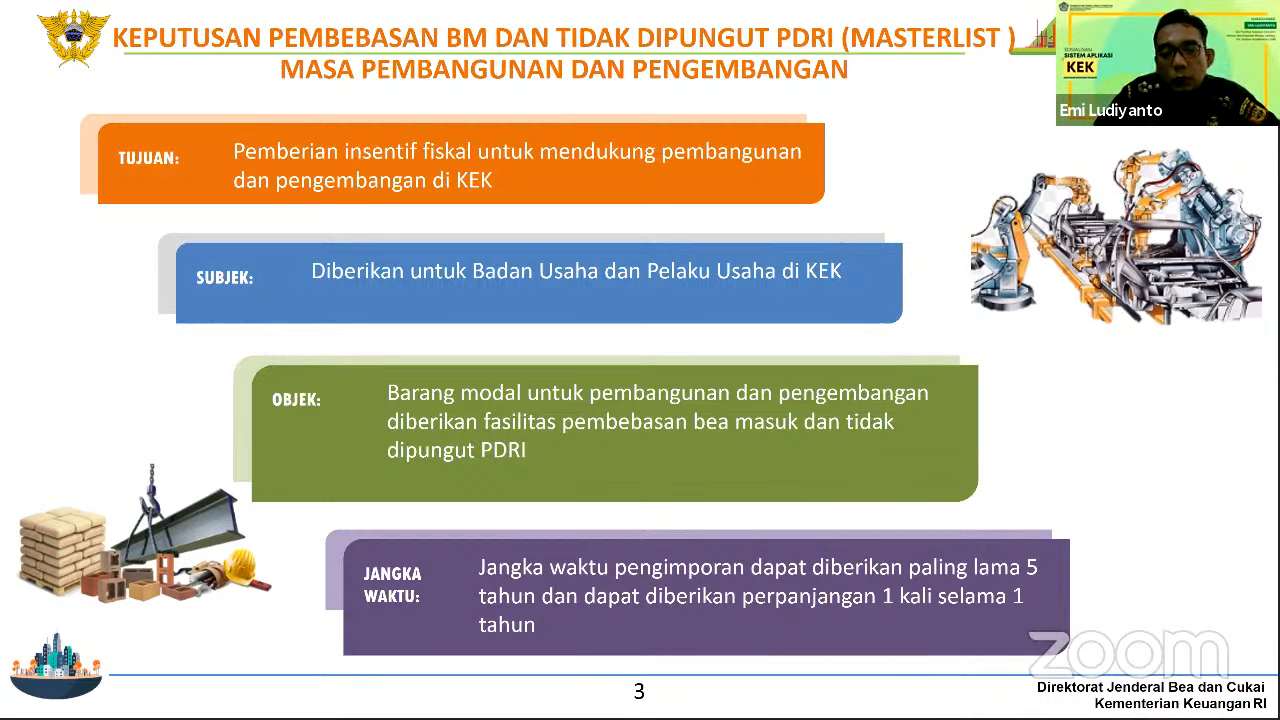 KEPUTUSAN PEMBEBASAN BM DANTIDAK DIPUNGUT PDRI (MASTERLIST )
MASA PEMBANGUNAN DAN PENGEMBANGAN
SOSIALISASI
SISTEM APLIKASI
KEK
Emi Ludiyanto
TUJUAN:
Pemberian insentif fiskal untuk mendukung pembangunan
dan pengembangan di KEK
SUBJEK:
Diberikan untuk Badan Usaha dan Pelaku Usaha di KEK
OBJEK:
Barang modal untuk pembangunan dan pengembangan
diberikan fasilitas pembebasan bea masuk dan tidak
dipungut PDRI
JANGKA
WAKTU:
Jangka waktu pengimporan dapat diberikan paling lama 5
tahun dan dapat diberikan perpanjangan 1 kali selama 1
tahun
zoom
3
Direktorat Jenderal Bea dan Cukai
Kementerian Keuangan RI